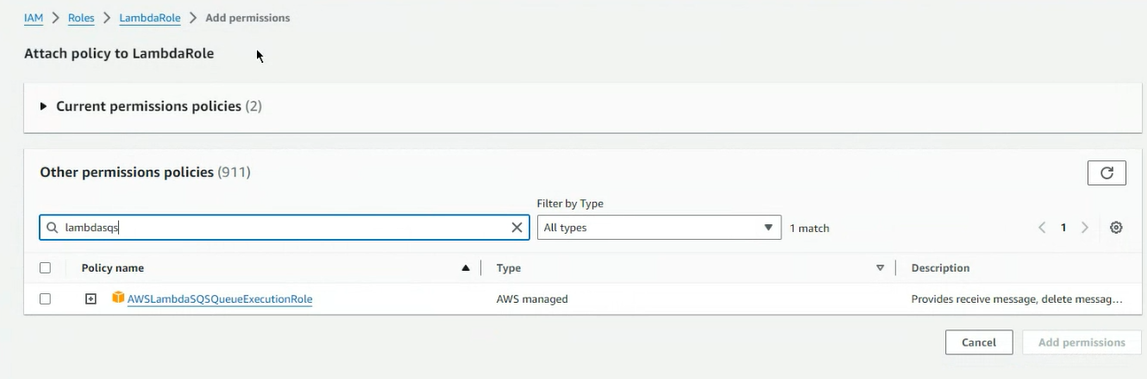 IAM > Roles > LambdaRole > Add permissions
Attach policy to LambdaRole
Current permissions policies (2)
Other permissions policies (911)
Filter by Type
lambdasqs All types 1 match 1
Policy name Type Description
AWSLambdaSQSQueueExecutionRole AWS managed Provides receive message, delete messag...
Cancel Add permissions